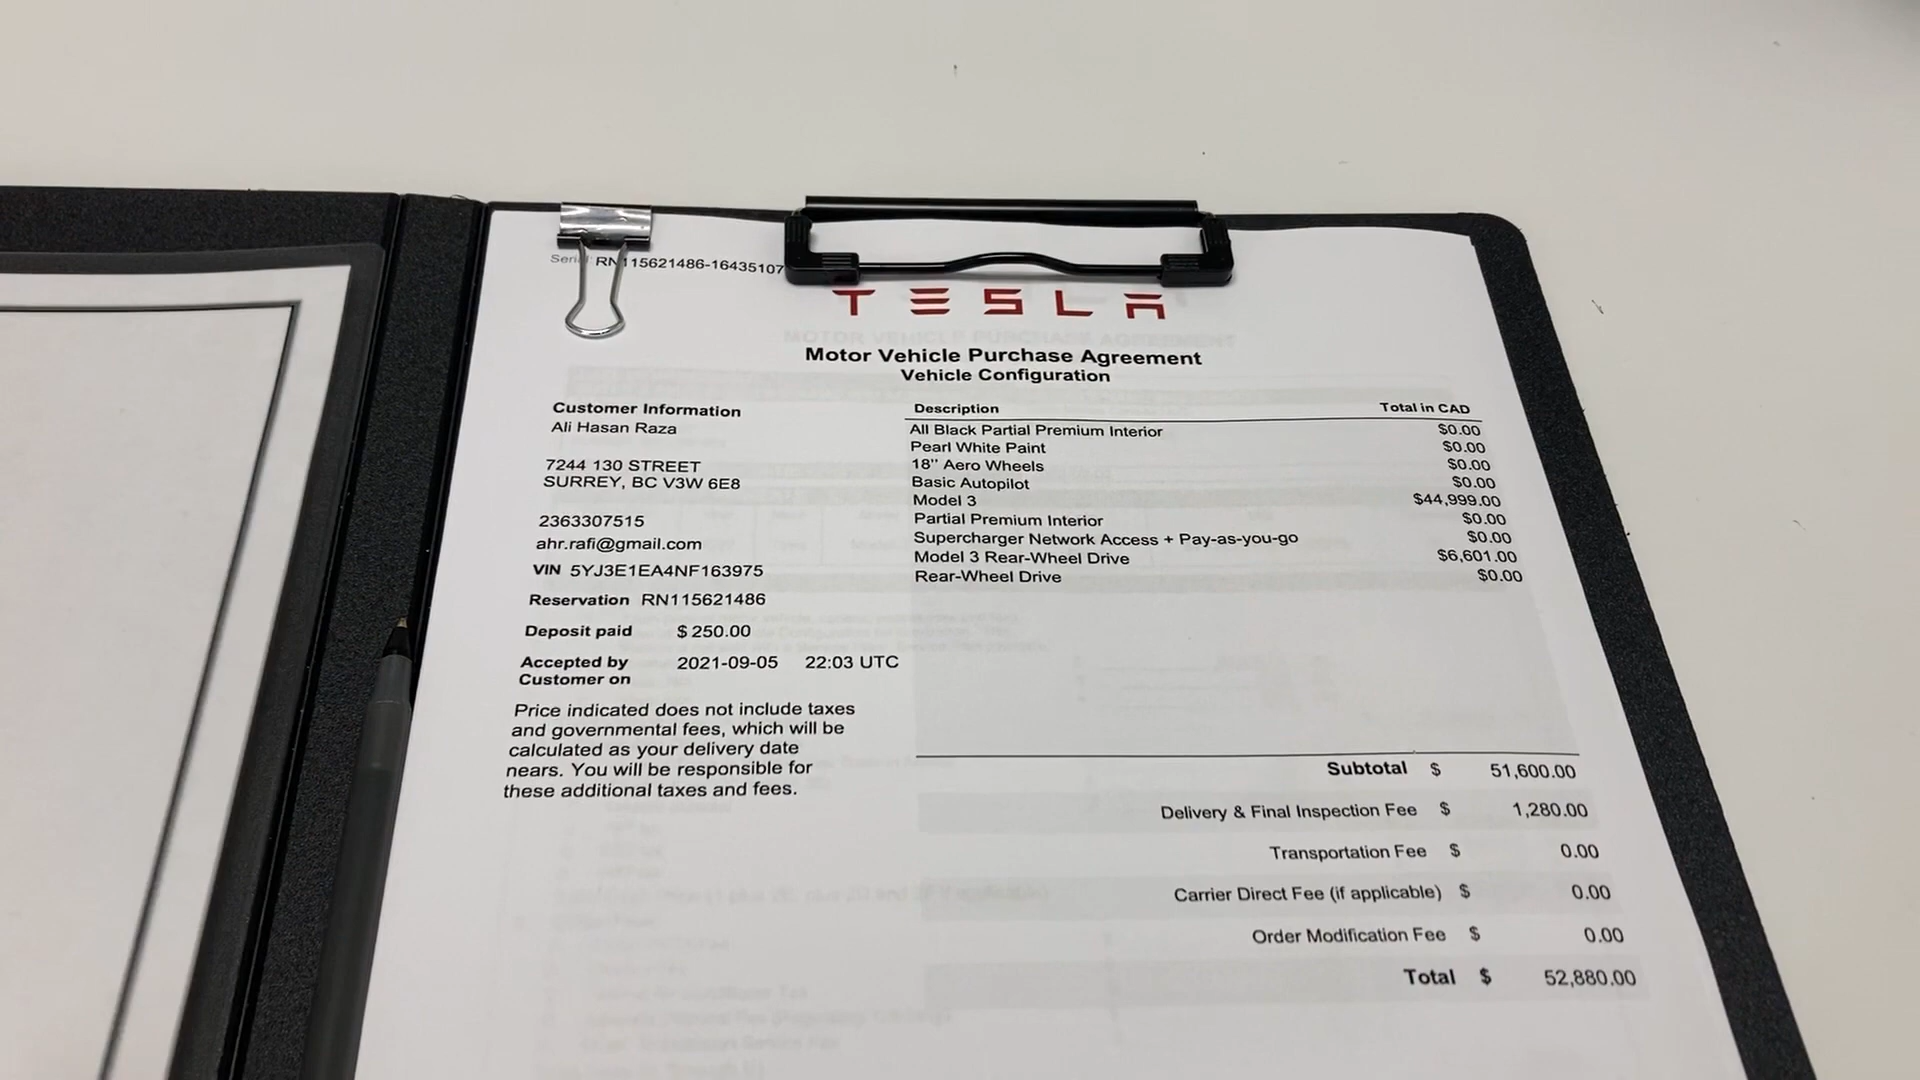 Serial RN115621486-16435107
TESLA
Motor Vehicle Purchase Agreement
Vehicle Configuration
Customer Information
Ali Hasan Raza
7244 130 STREET
SURREY, BC V3W 6E8
2363307515
ahr.rafi@gmail.com
VIN 5YJ3E1EA4NF163975
Reservation RN115621486
Deposit paid $ 250.00
Accepted by 2021-09-05 22:03 UTC
Customer on
Price indicated does not include taxes
and governmental fees, which will be
calculated as your delivery date
nears. You will be responsible for
these additional taxes and fees.
Description Total in CAD
All Black Partial Premium Interior $0.00
Pearl White Paint $0.00
18" Aero Wheels $0.00
Basic Autopilot $0.00
Model 3 $44,999.00
Partial Premium Interior $0.00
Supercharger Network Access + Pay-as-you-go $0.00
Model 3 Rear-Wheel Drive $6,601.00
Rear-Wheel Drive $0.00
Subtotal $ 51,600.00
Delivery & Final Inspection Fee $ 1,280.00
Transportation Fee $ 0.00
Carrier Direct Fee (if applicable) $ 0.00
Order Modification Fee $ 0.00
Total $ 52,880.00